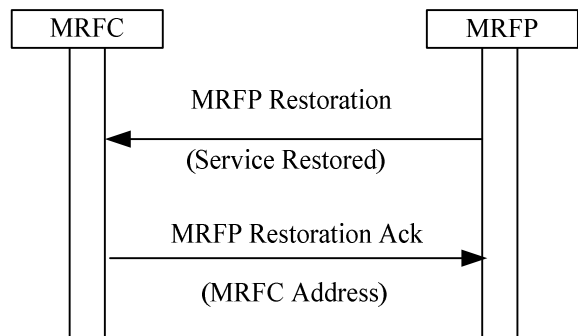 MRFC
MRFP
MRFP Restoration
(Service Restored)
MRFP Restoration Ack
(MRFC Address)